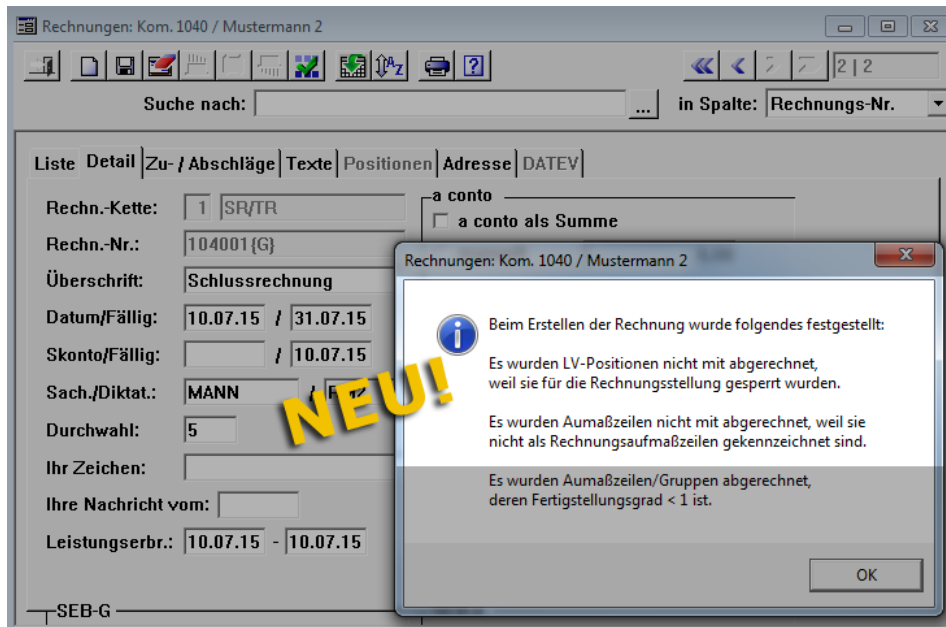 Rechnungen: Kom. 1040 / Mustermann 2
2 | 2
Suche nach: ... in Spalte: Rechnungs-Nr.
Liste Detail Zu- / Abschläge Texte Positionen Adresse DATEV
Rechn.-Kette: 1 SR/TR
a conto
a conto als Summe
Rechn.-Nr.: 104001{G}
Überschrift: Schlussrechnung
Datum/Fällig: 10.07.15 / 31.07.15
Skonto/Fällig: / 10.07.15
Sach./Diktat.: MANN /
Durchwahl: 5
Ihr Zeichen:
Ihre Nachricht vom:
Leistungserbr.: 10.07.15 - 10.07.15
SEB-G
NEU!
Rechnungen: Kom. 1040 / Mustermann 2
Beim Erstellen der Rechnung wurde folgendes festgestellt:
Es wurden LV-Positionen nicht mit abgerechnet,
weil sie für die Rechnungsstellung gesperrt wurden.
Es wurden Aumaßzeilen nicht mit abgerechnet, weil sie
nicht als Rechnungsaufmaßzeilen gekennzeichnet sind.
Es wurden Aumaßzeilen/Gruppen abgerechnet,
deren Fertigstellungsgrad < 1 ist.
OK